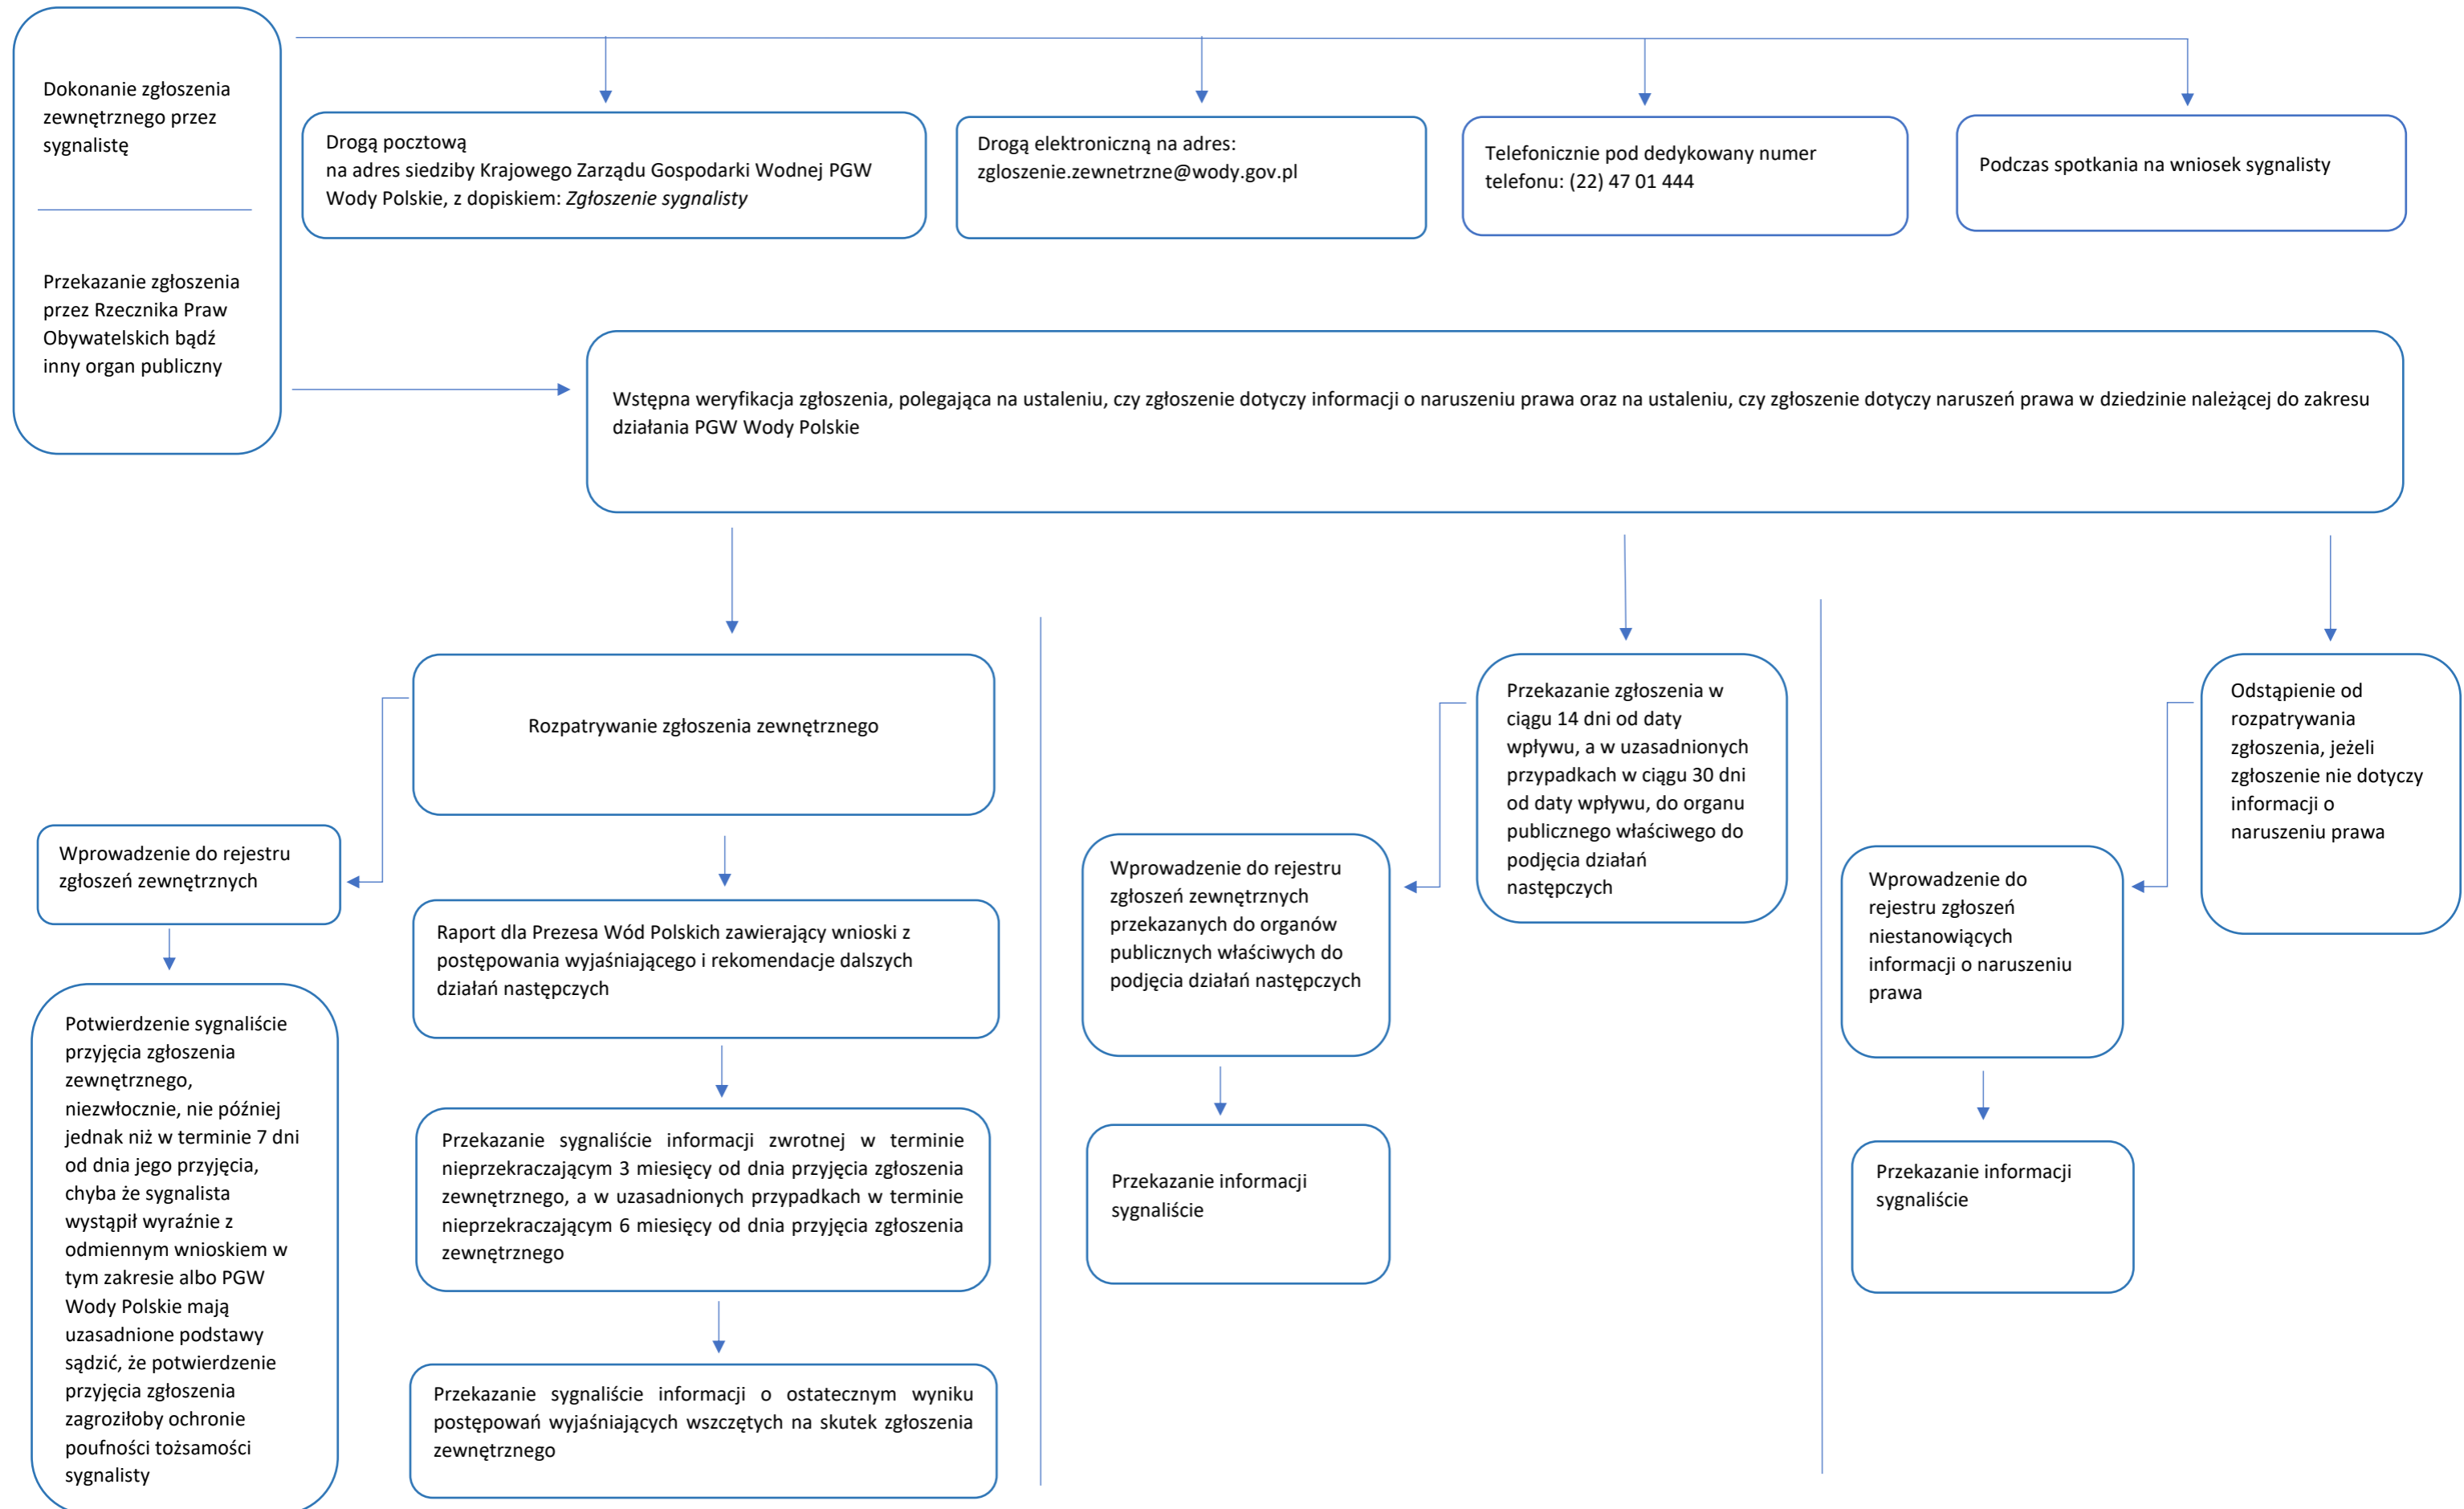 Dokonanie zgłoszenia
zewnętrznego przez
sygnalistę
Przekazanie zgłoszenia
przez Rzecznika Praw
Obywatelskich bądź
inny organ publiczny
Drogą pocztową
na adres siedziby Krajowego Zarządu Gospodarki Wodnej PGW
Wody Polskie, z dopiskiem: Zgłoszenie sygnalisty
Drogą elektroniczną na adres:
zgloszenie.zewnetrzne@wody.gov.pl
Telefonicznie pod dedykowany numer
telefonu: (22) 47 01 444
Podczas spotkania na wniosek sygnalisty
Wstępna weryfikacja zgłoszenia, polegająca na ustaleniu, czy zgłoszenie dotyczy informacji o naruszeniu prawa oraz na ustaleniu, czy zgłoszenie dotyczy naruszeń prawa w dziedzinie należącej do zakresu
działania PGW Wody Polskie
Rozpatrywanie zgłoszenia zewnętrznego
Wprowadzenie do rejestru
zgłoszeń zewnętrznych
Potwierdzenie sygnaliście
przyjęcia zgłoszenia
zewnętrznego,
niezwłocznie, nie później
jednak niż w terminie 7 dni
od dnia jego przyjęcia,
chyba że sygnalista
wystąpił wyraźnie z
odmiennym wnioskiem w
tym zakresie albo PGW
Wody Polskie mają
uzasadnione podstawy
sądzić, że potwierdzenie
przyjęcia zgłoszenia
zagroziłoby ochronie
poufności tożsamości
sygnalisty
Raport dla Prezesa Wód Polskich zawierający wnioski z
postępowania wyjaśniającego i rekomendacje dalszych
działań następczych
Przekazanie sygnaliście informacji zwrotnej w terminie
nieprzekraczającym 3 miesięcy od dnia przyjęcia zgłoszenia
zewnętrznego, a w uzasadnionych przypadkach w terminie
nieprzekraczającym 6 miesięcy od dnia przyjęcia zgłoszenia
zewnętrznego
Przekazanie sygnaliście informacji o ostatecznym wyniku
postępowań wyjaśniających wszczętych na skutek zgłoszenia
zewnętrznego
Przekazanie zgłoszenia w
ciągu 14 dni od daty
wpływu, a w uzasadnionych
przypadkach w ciągu 30 dni
od daty wpływu, do organu
publicznego właściwego do
podjęcia działań
następczych
Wprowadzenie do rejestru
zgłoszeń zewnętrznych
przekazanych do organów
publicznych właściwych do
podjęcia działań następczych
Przekazanie informacji
sygnaliście
Odstąpienie od
rozpatrywania
zgłoszenia, jeżeli
zgłoszenie nie dotyczy
informacji o
naruszeniu prawa
Wprowadzenie do
rejestru zgłoszeń
niestanowiących
informacji o naruszeniu
prawa
Przekazanie informacji
sygnaliście